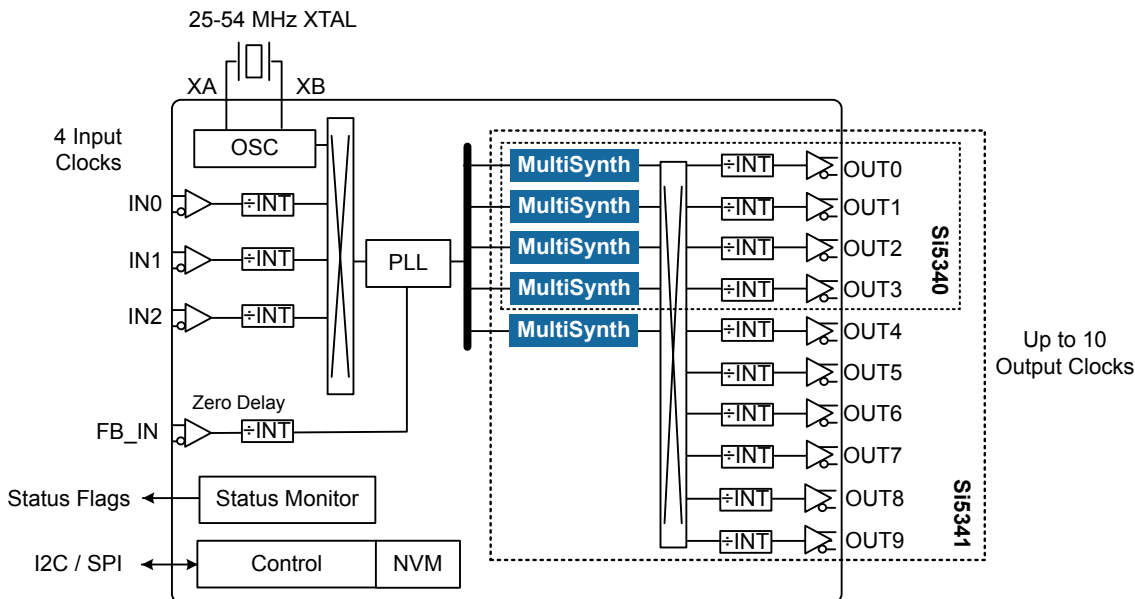 25-54 MHz XTAL
XA
XB
4 Input
Clocks
OSC
IN0
÷INT
IN1
÷INT
IN2
÷INT
PLL
Zero Delay
FB_IN
÷INT
Status Flags
Status Monitor
I2C / SPI
Control
NVM
MultiSynth
÷INT
OUT0
MultiSynth
÷INT
OUT1
MultiSynth
÷INT
OUT2
MultiSynth
÷INT
OUT3
MultiSynth
÷INT
OUT4
÷INT
OUT5
÷INT
OUT6
÷INT
OUT7
÷INT
OUT8
÷INT
OUT9
Si5340
Si5341
Up to 10
Output Clocks